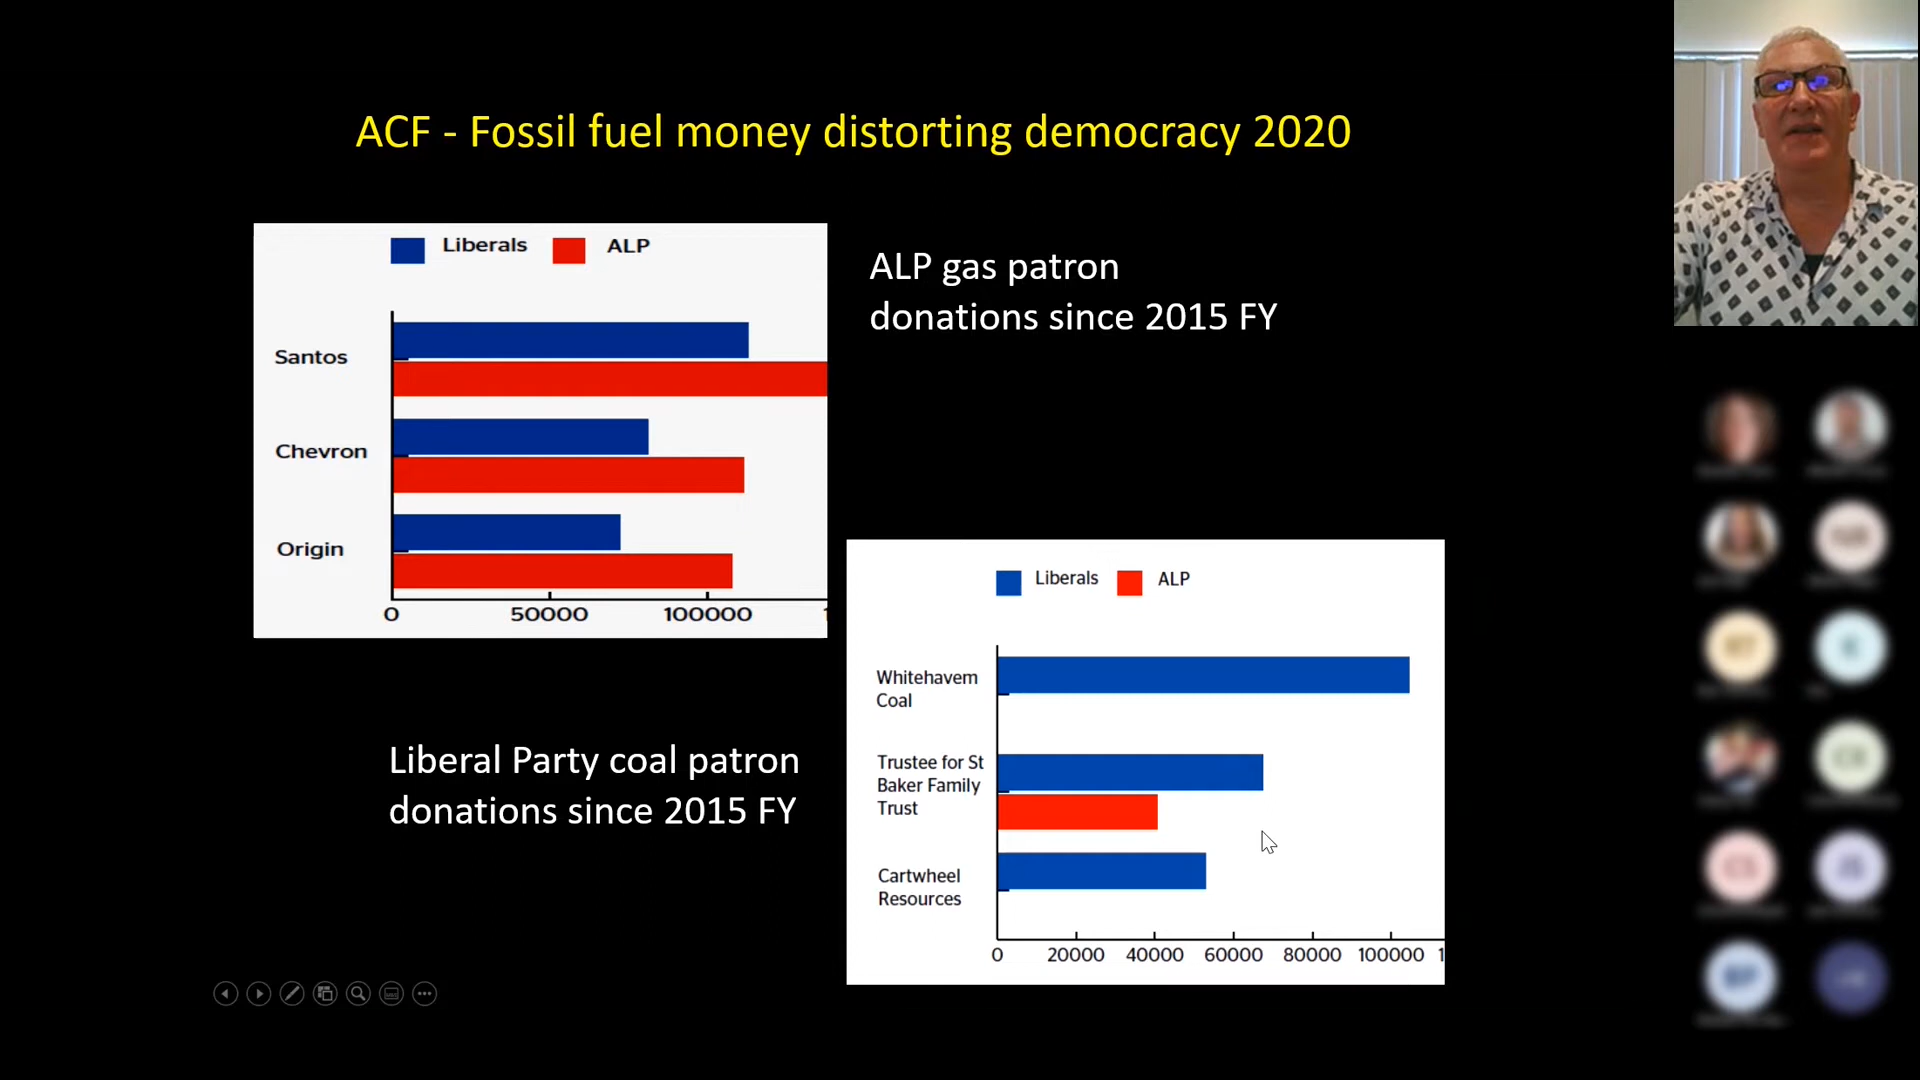 ACF - Fossil fuel money distorting democracy 2020
Liberals ALP
Santos
Chevron
Origin
0 50000 100000
ALP gas patron
donations since 2015 FY
Liberals ALP
Whitehavem
Coal
Trustee for St
Baker Family
Trust
Cartwheel
Resources
0 20000 40000 60000 80000 100000 1
Liberal Party coal patron
donations since 2015 FY